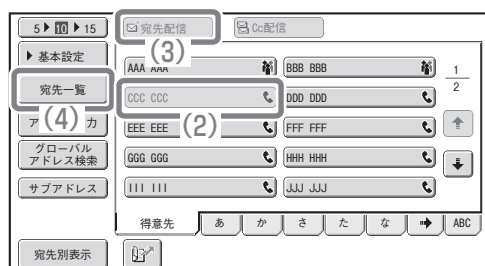 5 ▶ 10 ▶ 15
宛先配信
Cc配信
(3)
▶ 基本設定
宛先一覧
(4)
ア 力
グローバル
アドレス検索
サブアドレス
宛先別表示
AAA AAA
BBB BBB
CCC CCC
DDD DDD
(2)
EEE EEE
FFF FFF
GGG GGG
HHH HHH
III III
JJJ JJJ
1
2
得意先 あ か さ た な ABC